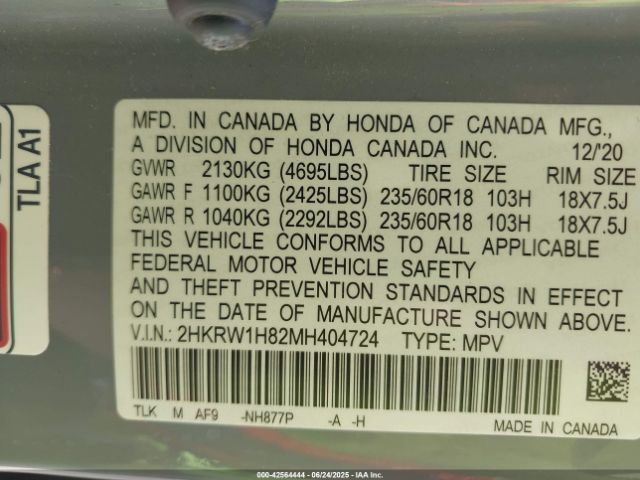 TLA A1
MFD. IN CANADA BY HONDA OF CANADA MFG.,
A DIVISION OF HONDA CANADA INC. 12/'20
GVWR 2130KG (4695LBS) TIRE SIZE RIM SIZE
GAWR F 1100KG (2425LBS) 235/60R18 103H 18X7.5J
GAWR R 1040KG (2292LBS) 235/60R18 103H 18X7.5J
THIS VEHICLE CONFORMS TO ALL APPLICABLE
FEDERAL MOTOR VEHICLE SAFETY
AND THEFT PREVENTION STANDARDS IN EFFECT
ON THE DATE OF MANUFACTURE SHOWN ABOVE.
V.I.N.: 2HKRW1H82MH404724 TYPE: MPV
TLK M AF9 -NH877P -A -H
MADE IN CANADA
000-42564444 - 06/24/2025 - IAA Inc.